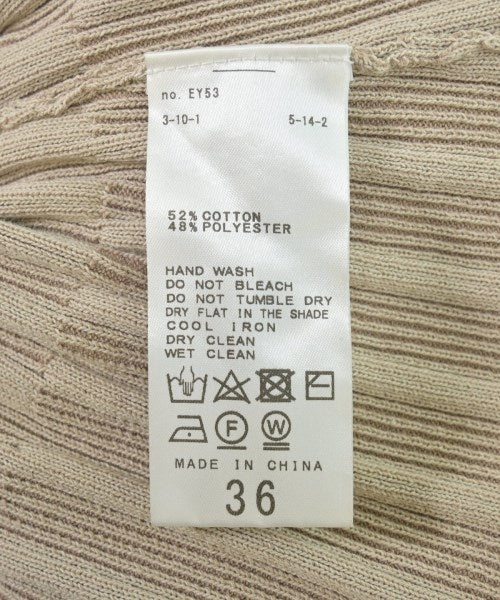 no. EY53
3-10-1 5-14-2
52% COTTON
48% POLYESTER
HAND WASH
DO NOT BLEACH
DO NOT TUMBLE DRY
DRY FLAT IN THE SHADE
COOL IRON
DRY CLEAN
WET CLEAN
F W
MADE IN CHINA
36